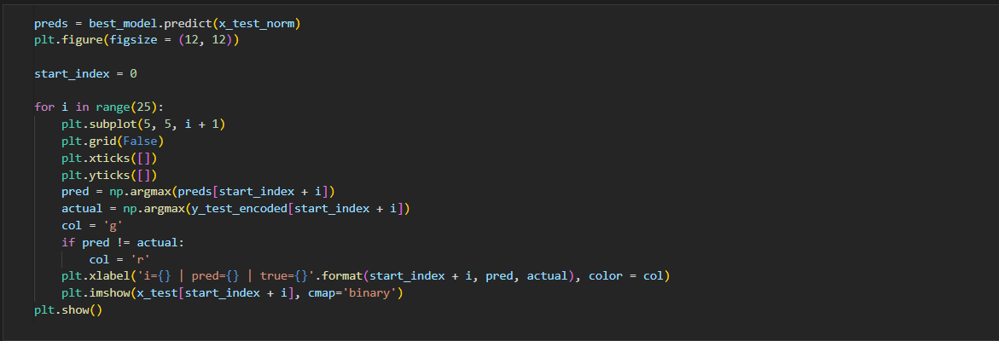 preds = best_model.predict(x_test_norm)
plt.figure(figsize = (12, 12))
start_index = 0
for i in range(25):
    plt.subplot(5, 5, i + 1)
    plt.grid(False)
    plt.xticks([])
    plt.yticks([])
    pred = np.argmax(preds[start_index + i])
    actual = np.argmax(y_test_encoded[start_index + i])
    col = 'g'
    if pred != actual:
        col = 'r'
    plt.xlabel('i={} | pred={} | true={}'.format(start_index + i, pred, actual), color = col)
    plt.imshow(x_test[start_index + i], cmap='binary')
plt.show()